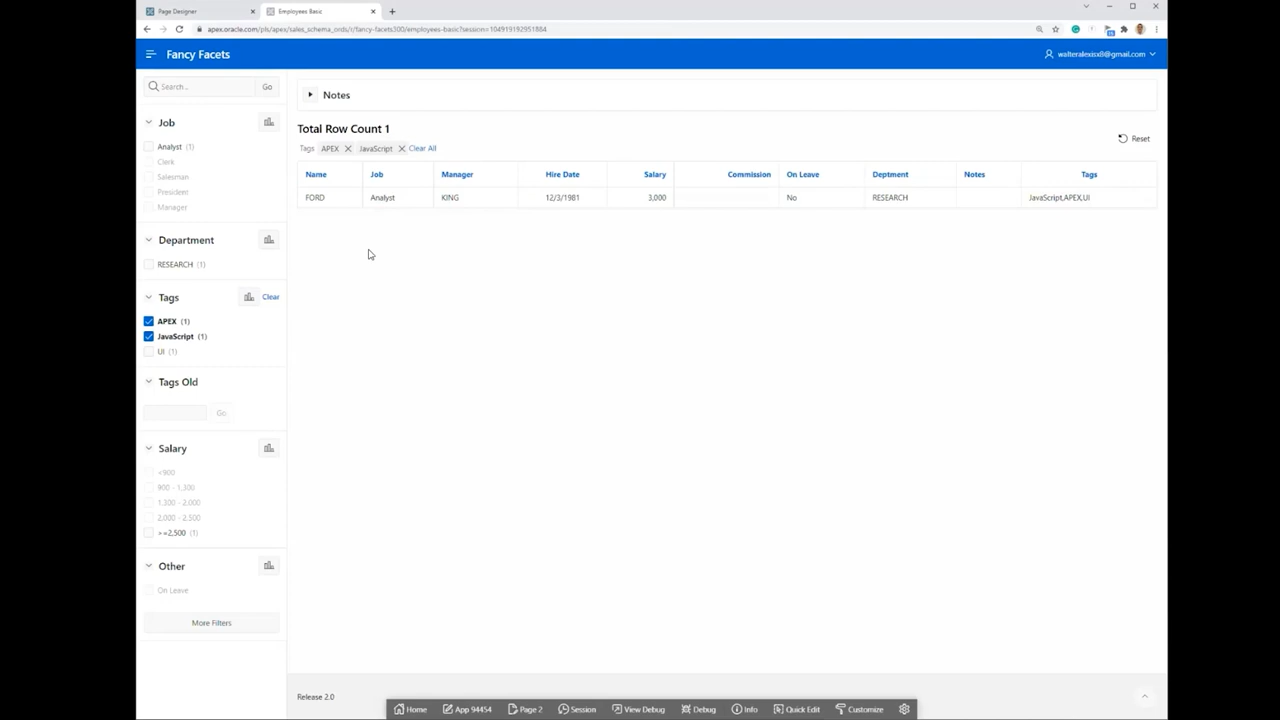 Page Designer
Employees Basic
apex.oracle.com/pls/apex/sales_schema_ords/r/fancy-facets300/employees-basic?session=104919192951884
Fancy Facets
walteralexisx8@gmail.com
Search...
Go
Job
Analyst (1)
Clerk
Salesman
President
Manager
Department
RESEARCH (1)
Tags
Clear
APEX (1)
JavaScript (1)
UI (1)
Tags Old
Go
Salary
<900
900 - 1,300
1,300 - 2,000
2,000 - 2,500
>=2,500 (1)
Other
On Leave
More Filters
Notes
Total Row Count 1
Reset
Tags APEX JavaScript Clear All
Name Job Manager Hire Date Salary Commission On Leave Deptment Notes Tags
FORD Analyst KING 12/3/1981 3,000 No RESEARCH JavaScript,APEX,UI
Release 2.0
Home App 94454 Page 2 Session View Debug Debug Info Quick Edit Customize